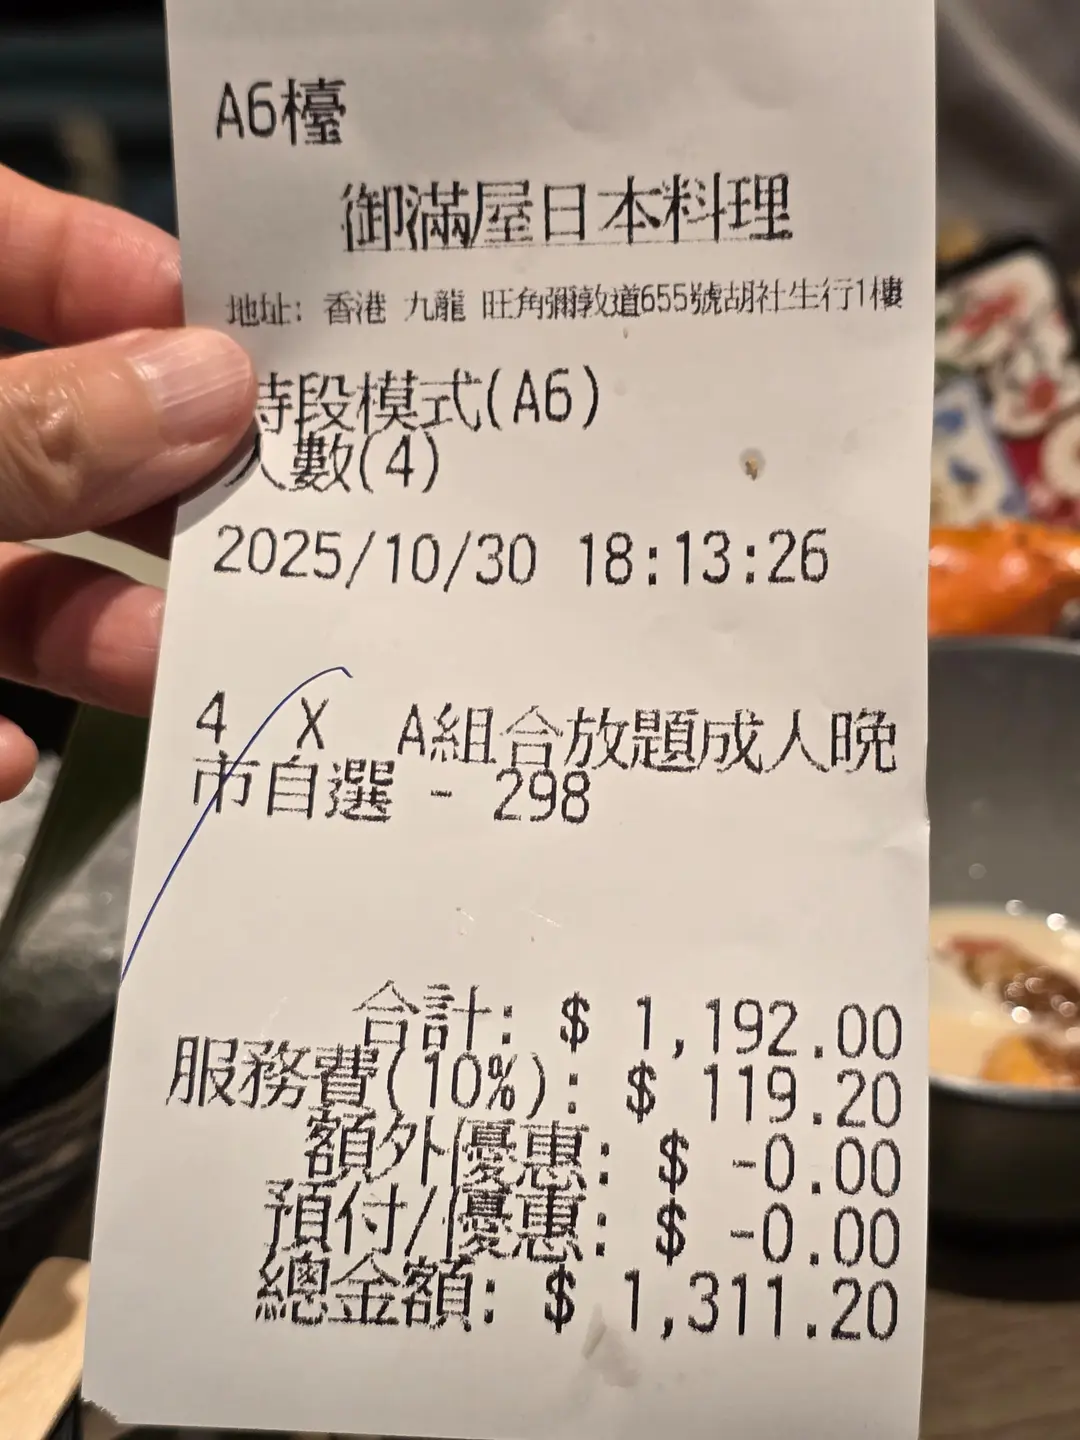 A6檯
御滿屋日本料理
地址: 香港 九龍 旺角彌敦道655號胡社生行1樓
時段模式(A6)
人數(4)
2025/10/30 18:13:26
4 X A組合放題成人晚
市自選 - 298
合計: $ 1,192.00
服務費(10%): $ 119.20
額外優惠: $ -0.00
預付/優惠: $ -0.00
總金額: $ 1,311.20